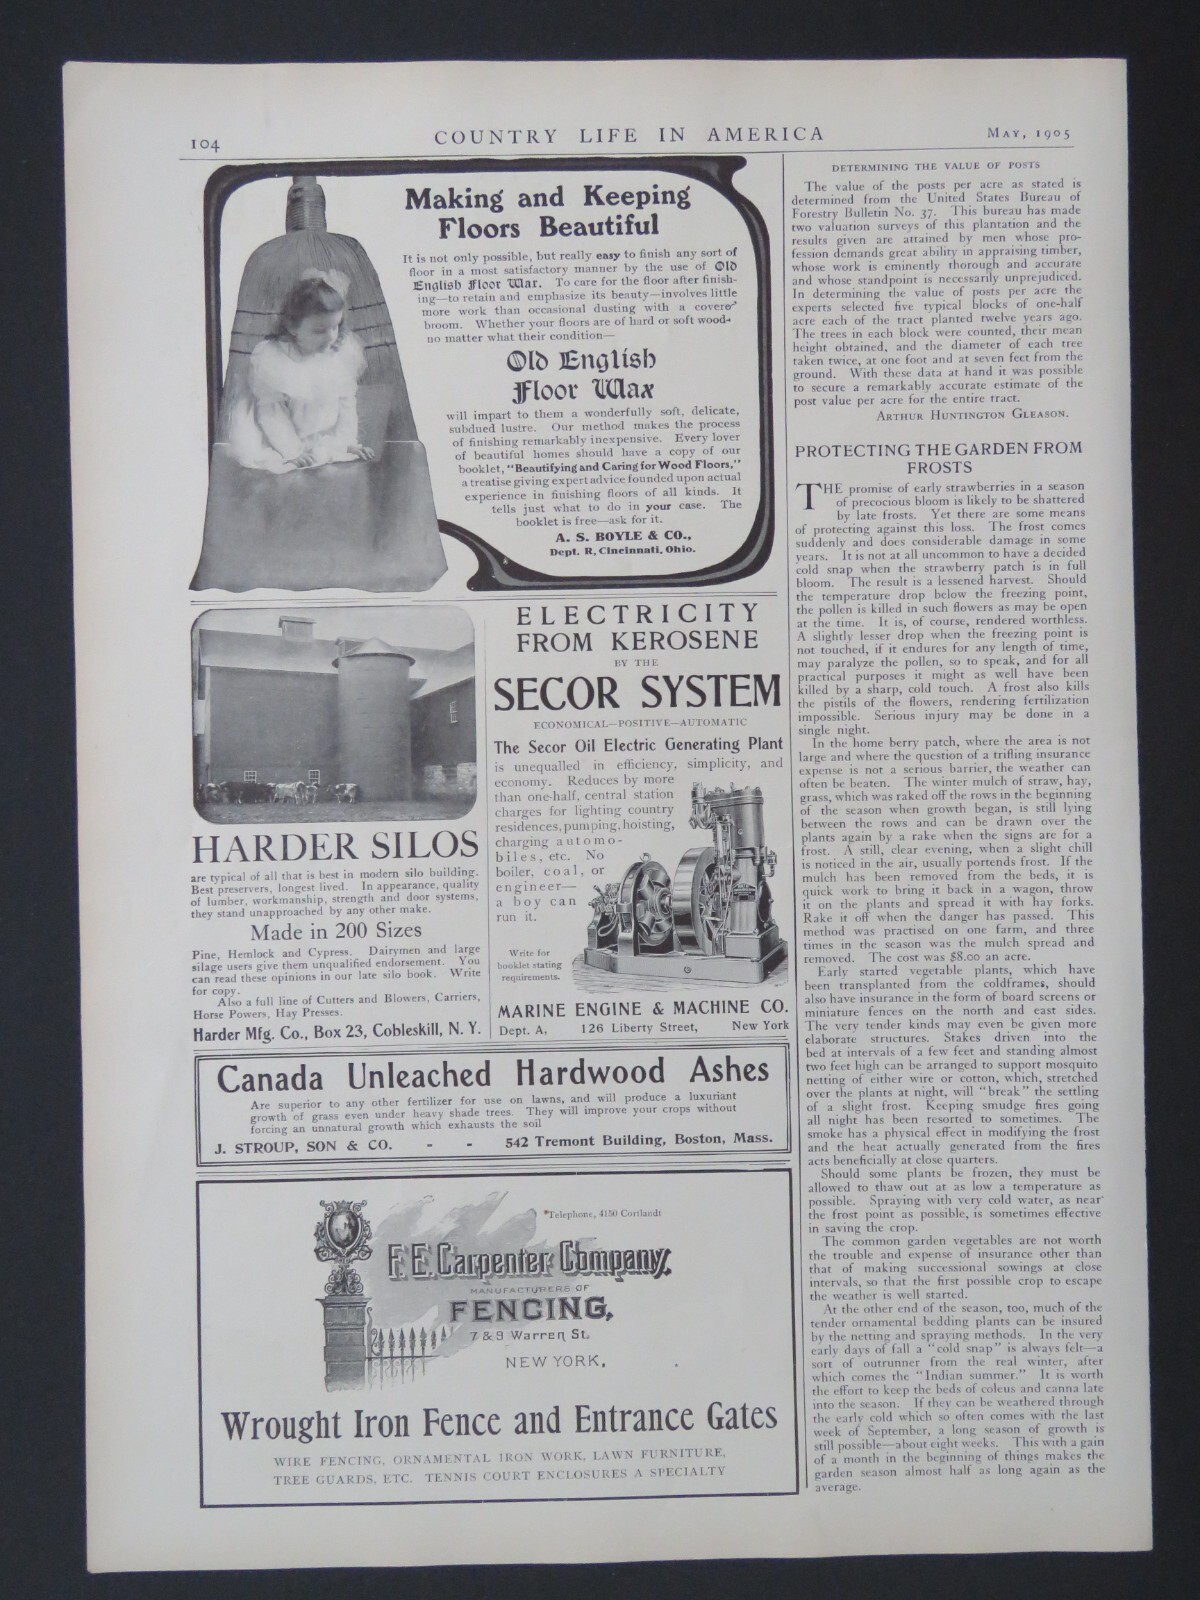 104
COUNTRY LIFE IN AMERICA
MAY, 1905
Making and Keeping
Floors Beautiful
It is not only possible, but really easy to finish any sort of
floor in a most satisfactory manner by the use of Old
English Floor Wax. To care for the floor after finish-
ing—to retain and emphasize its beauty—involves little
more work than occasional dusting with a covered
broom. Whether your floors are of hard or soft wood—
no matter what their condition—
Old English
Floor Wax
will impart to them a wonderfully soft, delicate,
subdued lustre. Our method makes the process
of finishing remarkably inexpensive. Every lover
of beautiful homes should have a copy of our
booklet, "Beautifying and Caring for Wood Floors,"
a treatise giving expert advice founded upon actual
experience in finishing floors of all kinds. It
tells just what to do in your case. The
booklet is free—ask for it.
A. S. BOYLE & CO.,
Dept. R, Cincinnati, Ohio.
HARDER SILOS
are typical of all that is best in modern silo building.
Best preservers, longest lived. In appearance, quality
of lumber, workmanship, strength and door systems,
they stand unapproached by any other make.
Made in 200 Sizes
Pine, Hemlock and Cypress. Dairymen and large
silage users give them unqualified endorsement. You
can read these opinions in our late silo book. Write
for copy.
Also a full line of Cutters and Blowers, Carriers,
Horse Powers, Hay Presses.
Harder Mfg. Co., Box 23, Cobleskill, N. Y.
ELECTRICITY
FROM KEROSENE
BY THE
SECOR SYSTEM
ECONOMICAL—POSITIVE—AUTOMATIC
The Secor Oil Electric Generating Plant
is unequalled in efficiency, simplicity, and
economy. Reduces by more
than one-half, central station
charges for lighting country
residences, pumping, hoisting,
charging automo-
biles, etc. No
boiler, coal, or
engineer—
a boy can
run it.
Write for
booklet stating
requirements.
MARINE ENGINE & MACHINE CO.
Dept. A, 126 Liberty Street, New York
Canada Unleached Hardwood Ashes
Are superior to any other fertilizer for use on lawns, and will produce a luxuriant
growth of grass even under heavy shade trees. They will improve your crops without
forcing an unnatural growth which exhausts the soil
J. STROUP, SON & CO. - - 542 Tremont Building, Boston, Mass.
Telephone, 4150 Cortlandt
F. E. Carpenter Company,
MANUFACTURERS OF
FENCING,
7 & 9 Warren St.
NEW YORK.
Wrought Iron Fence and Entrance Gates
WIRE FENCING, ORNAMENTAL IRON WORK, LAWN FURNITURE,
TREE GUARDS, ETC. TENNIS COURT ENCLOSURES A SPECIALTY
DETERMINING THE VALUE OF POSTS
The value of the posts per acre as stated is
determined from the United States Bureau of
Forestry Bulletin No. 37. This bureau has made
two valuation surveys of this plantation and the
results given are attained by men whose pro-
fession demands great ability in appraising timber,
whose work is eminently thorough and accurate
and whose standpoint is necessarily unprejudiced.
In determining the value of posts per acre the
experts selected five typical blocks of one-half
acre each of the tract planted twelve years ago.
The trees in each block were counted, their mean
height obtained, and the diameter of each tree
taken twice, at one foot and at seven feet from the
ground. With these data at hand it was possible
to secure a remarkably accurate estimate of the
post value per acre for the entire tract.
ARTHUR HUNTINGTON GLEASON.
PROTECTING THE GARDEN FROM
FROSTS
THE promise of early strawberries in a season
of precocious bloom is likely to be shattered
by late frosts. Yet there are some means
of protecting against this loss. The frost comes
suddenly and does considerable damage in some
years. It is not at all uncommon to have a decided
cold snap when the strawberry patch is in full
bloom. The result is a lessened harvest. Should
the temperature drop below the freezing point,
the pollen is killed in such flowers as may be open
at the time. It is, of course, rendered worthless.
A slightly lesser drop when the freezing point is
not touched, if it endures for any length of time,
may paralyze the pollen, so to speak, and for all
practical purposes it might as well have been
killed by a sharp, cold touch. A frost also kills
the pistils of the flowers, rendering fertilization
impossible. Serious injury may be done in a
single night.
In the home berry patch, where the area is not
large and where the question of a trifling insurance
expense is not a serious barrier, the weather can
often be beaten. The winter mulch of straw, hay,
grass, which was raked off the rows in the beginning
of the season when growth began, is still lying
between the rows and can be drawn over the
plants again by a rake when the signs are for a
frost. A still, clear evening, when a slight chill
is noticed in the air, usually portends frost. If the
mulch has been removed from the beds, it is
quick work to bring it back in a wagon, throw
it on the plants and spread it with hay forks.
Rake it off when the danger has passed. This
method was practised on one farm, and three
times in the season was the mulch spread and
removed. The cost was $8.00 an acre.
Early started vegetable plants, which have
been transplanted from the coldframes, should
also have insurance in the form of board screens or
miniature fences on the north and east sides.
The very tender kinds may even be given more
elaborate structures. Stakes driven into the
bed at intervals of a few feet and standing almost
two feet high can be arranged to support mosquito
netting of either wire or cotton, which, stretched
over the plants at night, will "break" the settling
of a slight frost. Keeping smudge fires going
all night has been resorted to sometimes. The
smoke has a physical effect in modifying the frost
and the heat actually generated from the fires
acts beneficially at close quarters.
Should some plants be frozen, they must be
allowed to thaw out at as low a temperature as
possible. Spraying with very cold water, as near
the frost point as possible, is sometimes effective
in saving the crop.
The common garden vegetables are not worth
the trouble and expense of insurance other than
that of making successional sowings at close
intervals, so that the first possible crop to escape
the weather is well started.
At the other end of the season, too, much of the
tender ornamental bedding plants can be insured
by the netting and spraying methods. In the very
early days of fall a "cold snap" is always felt—a
sort of outrunner from the real winter, after
which comes the "Indian summer." It is worth
the effort to keep the beds of coleus and canna late
into the season. If they can be weathered through
the early cold which so often comes with the last
week of September, a long season of growth is
still possible—about eight weeks. This with a gain
of a month in the beginning of things makes the
garden season almost half as long again as the
average.